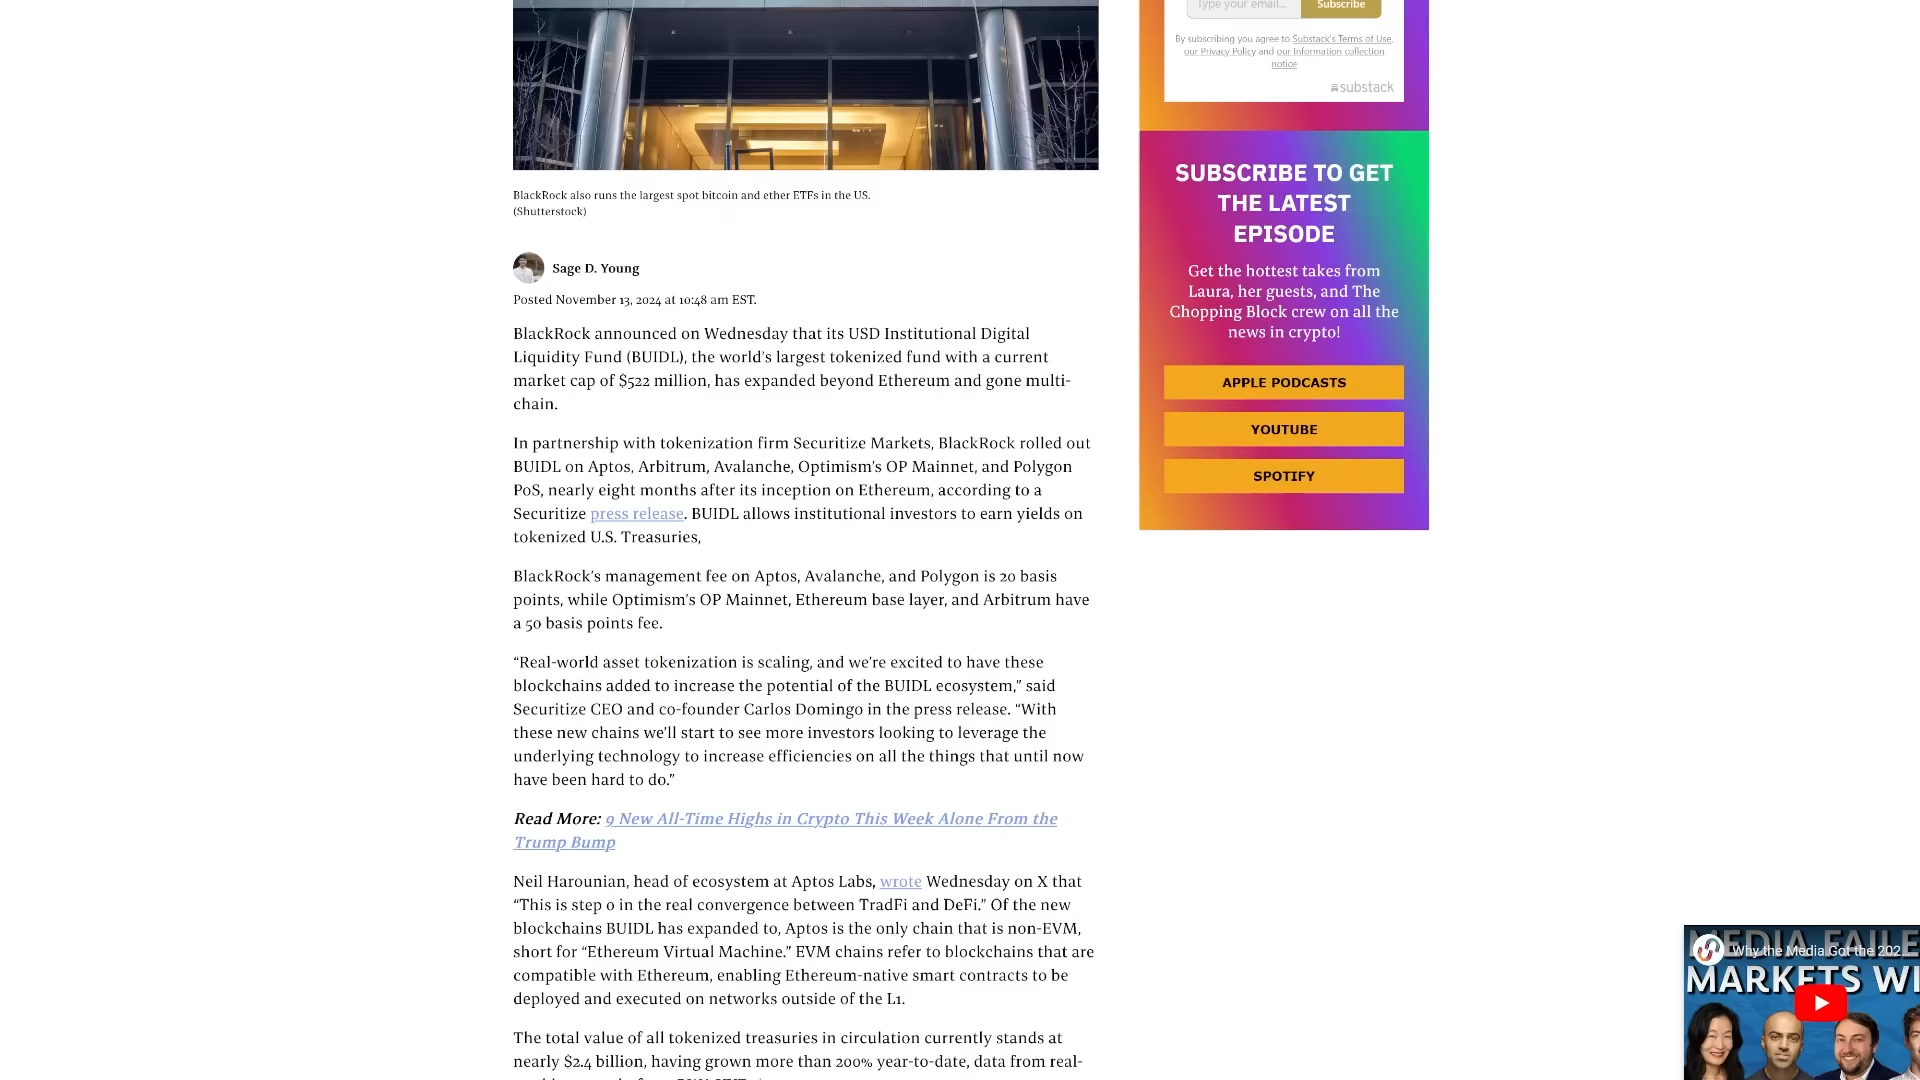 Type your email...
Subscribe
By subscribing you agree to Substack's Terms of Use,
our Privacy Policy and our Information collection
notice
substack
BlackRock also runs the largest spot bitcoin and ether ETFs in the US.
(Shutterstock)
Sage D. Young
Posted November 13, 2024 at 10:48 am EST.
BlackRock announced on Wednesday that its USD Institutional Digital
Liquidity Fund (BUIDL), the world’s largest tokenized fund with a current
market cap of $522 million, has expanded beyond Ethereum and gone multi-
chain.
In partnership with tokenization firm Securitize Markets, BlackRock rolled out
BUIDL on Aptos, Arbitrum, Avalanche, Optimism’s OP Mainnet, and Polygon
PoS, nearly eight months after its inception on Ethereum, according to a
Securitize press release. BUIDL allows institutional investors to earn yields on
tokenized U.S. Treasuries,
BlackRock’s management fee on Aptos, Avalanche, and Polygon is 20 basis
points, while Optimism’s OP Mainnet, Ethereum base layer, and Arbitrum have
a 50 basis points fee.
“Real-world asset tokenization is scaling, and we’re excited to have these
blockchains added to increase the potential of the BUIDL ecosystem,” said
Securitize CEO and co-founder Carlos Domingo in the press release. “With
these new chains we’ll start to see more investors looking to leverage the
underlying technology to increase efficiencies on all the things that until now
have been hard to do.”
Read More: 9 New All-Time Highs in Crypto This Week Alone From the
Trump Bump
Neil Harounian, head of ecosystem at Aptos Labs, wrote Wednesday on X that
“This is step 0 in the real convergence between TradFi and DeFi.” Of the new
blockchains BUIDL has expanded to, Aptos is the only chain that is non-EVM,
short for “Ethereum Virtual Machine.” EVM chains refer to blockchains that are
compatible with Ethereum, enabling Ethereum-native smart contracts to be
deployed and executed on networks outside of the L1.
The total value of all tokenized treasuries in circulation currently stands at
nearly $2.4 billion, having grown more than 200% year-to-date, data from real-
SUBSCRIBE TO GET
THE LATEST
EPISODE
Get the hottest takes from
Laura, her guests, and The
Chopping Block crew on all the
news in crypto!
APPLE PODCASTS
YOUTUBE
SPOTIFY
MEDIA FAILE
Why the Media Got the 202...
MARKETS WI